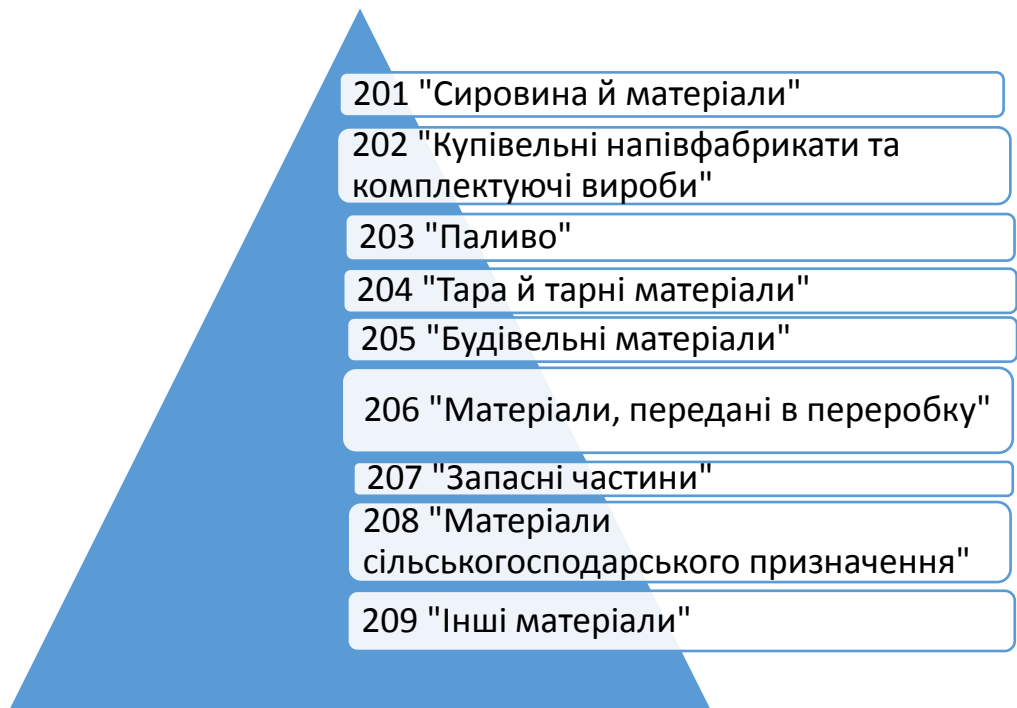 201 "Сировина й матеріали"
202 "Купівельні напівфабрикати та
комплектуючі вироби"
203 "Паливо"
204 "Тара й тарні матеріали"
205 "Будівельні матеріали"
206 "Матеріали, передані в переробку"
207 "Запасні частини"
208 "Матеріали
сільськогосподарського призначення"
209 "Інші матеріали"